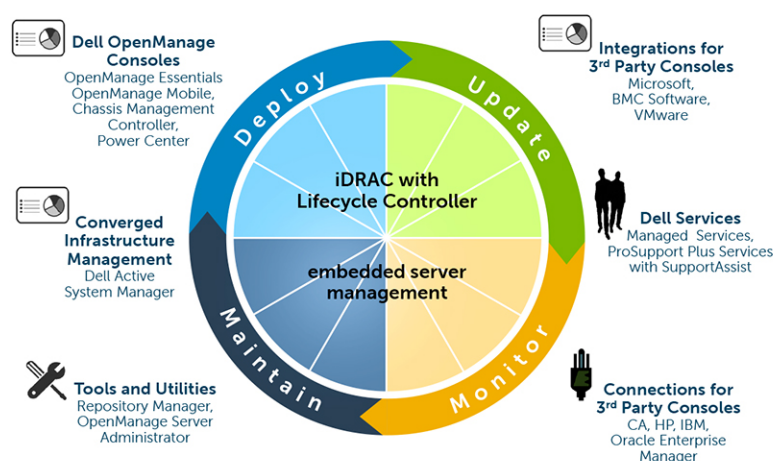 Dell OpenManage
Consoles
OpenManage Essentials
OpenManage Mobile,
Chassis Management
Controller,
Power Center
Integrations for
3rd Party Consoles
Microsoft,
BMC Software,
VMware
Deploy
Update
iDRAC with
Lifecycle Controller
Converged
Infrastructure
Management
Dell Active
System Manager
Dell Services
Managed Services,
ProSupport Plus Services
with SupportAssist
embedded server
management
Maintain
Monitor
Tools and Utilities
Repository Manager,
OpenManage Server
Administrator
Connections for
3rd Party Consoles
CA, HP, IBM,
Oracle Enterprise
Manager